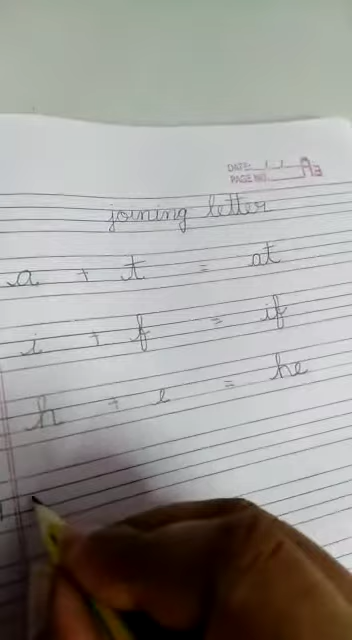 DATE: / /
PAGE NO.
joining letter
a + t = at
i + f = if
h + e = he